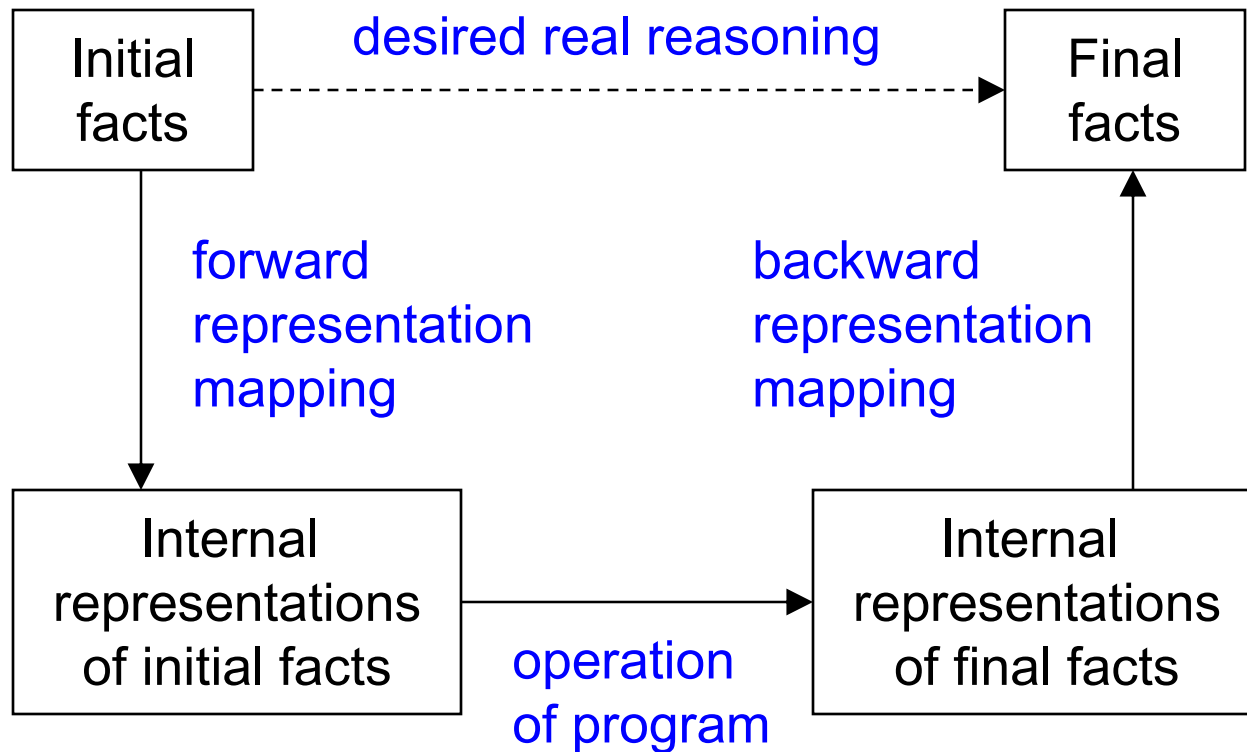 Initial
facts
desired real reasoning
Final
facts
forward
representation
mapping
backward
representation
mapping
Internal
representations
of initial facts
operation
of program
Internal
representations
of final facts